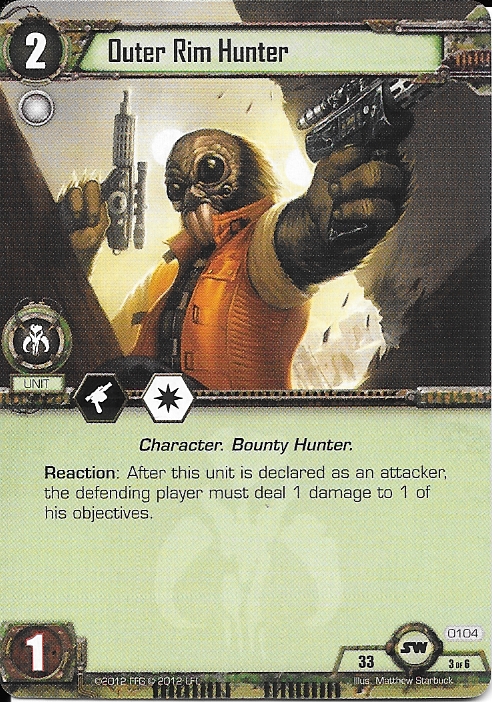 2
Outer Rim Hunter
UNIT
Character. Bounty Hunter.
Reaction: After this unit is declared as an attacker,
the defending player must deal 1 damage to 1 of
his objectives.
1
33
SW
0104
3 OF 6
©2012 FFG © 2012 LFL
Illus. Matthew Starbuck